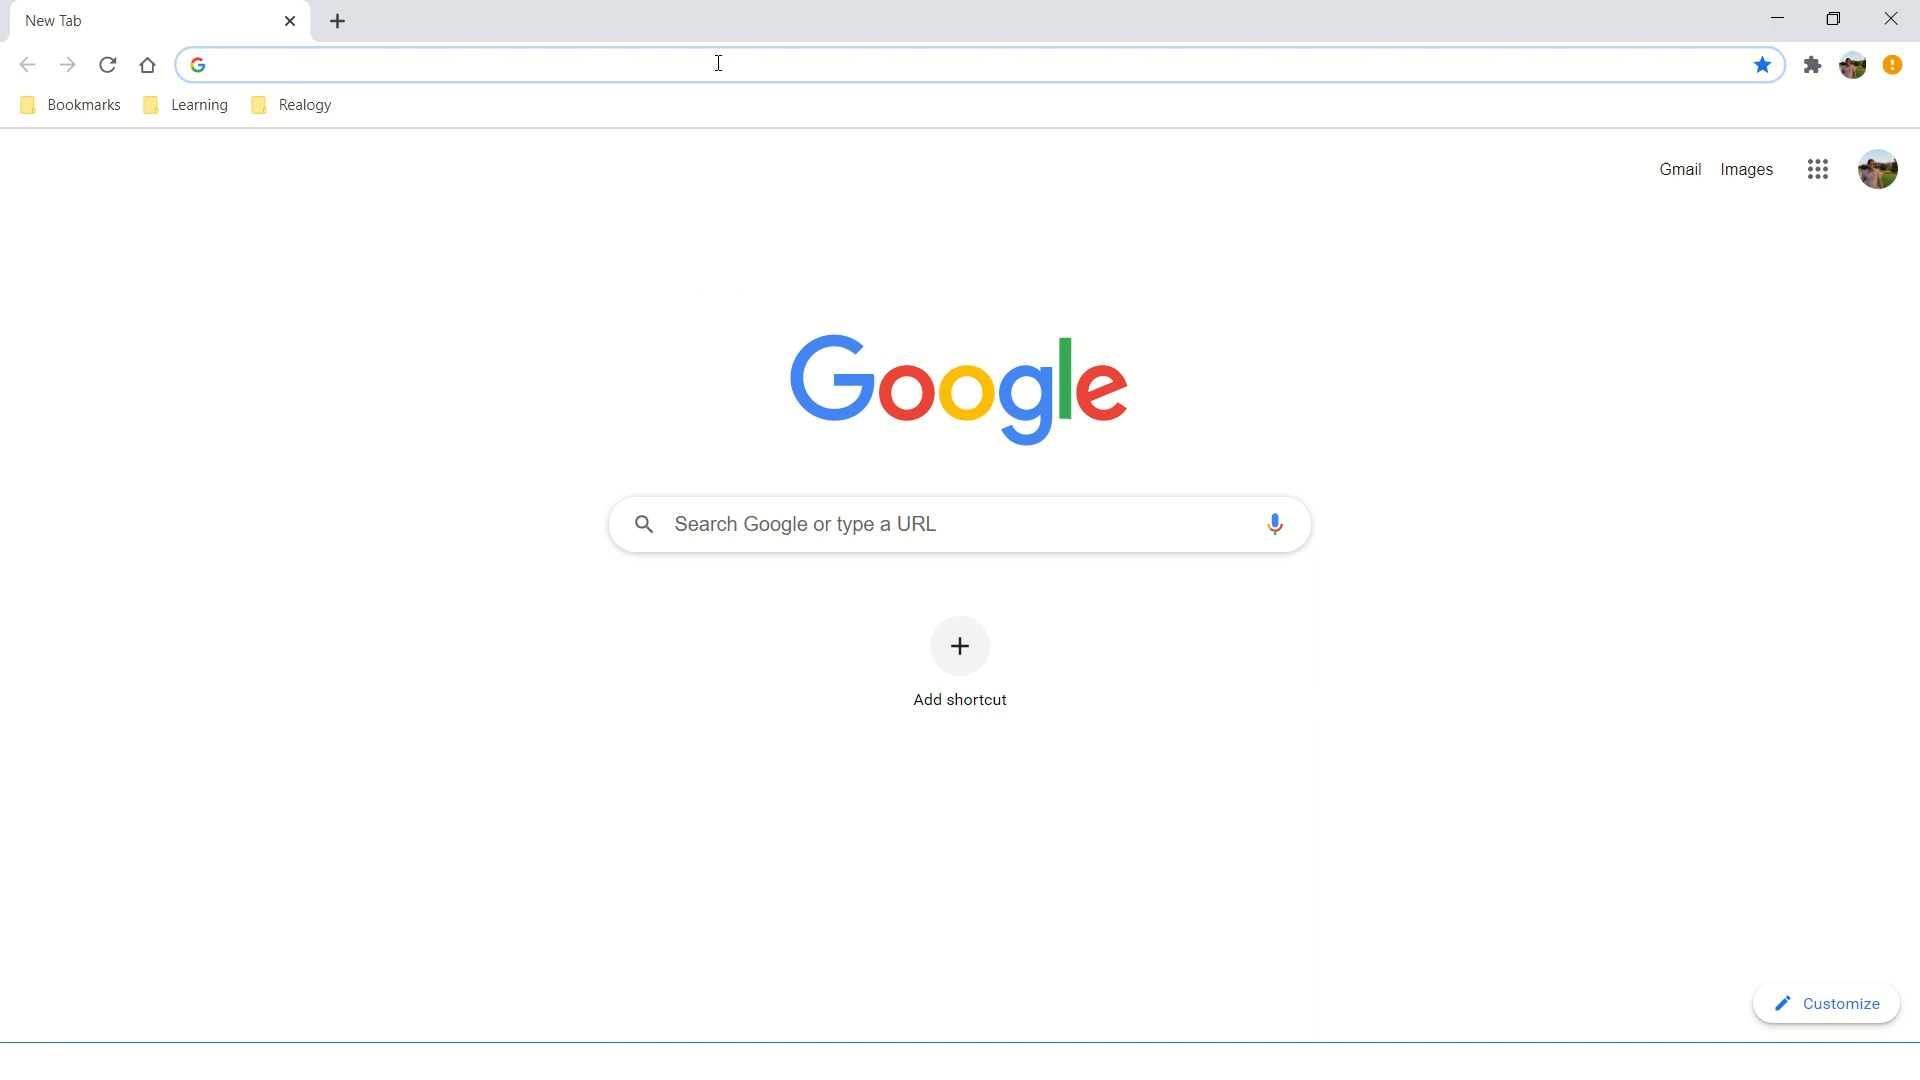 New Tab
Bookmarks Learning Realogy
Gmail Images
Google
Search Google or type a URL
Add shortcut
Customize